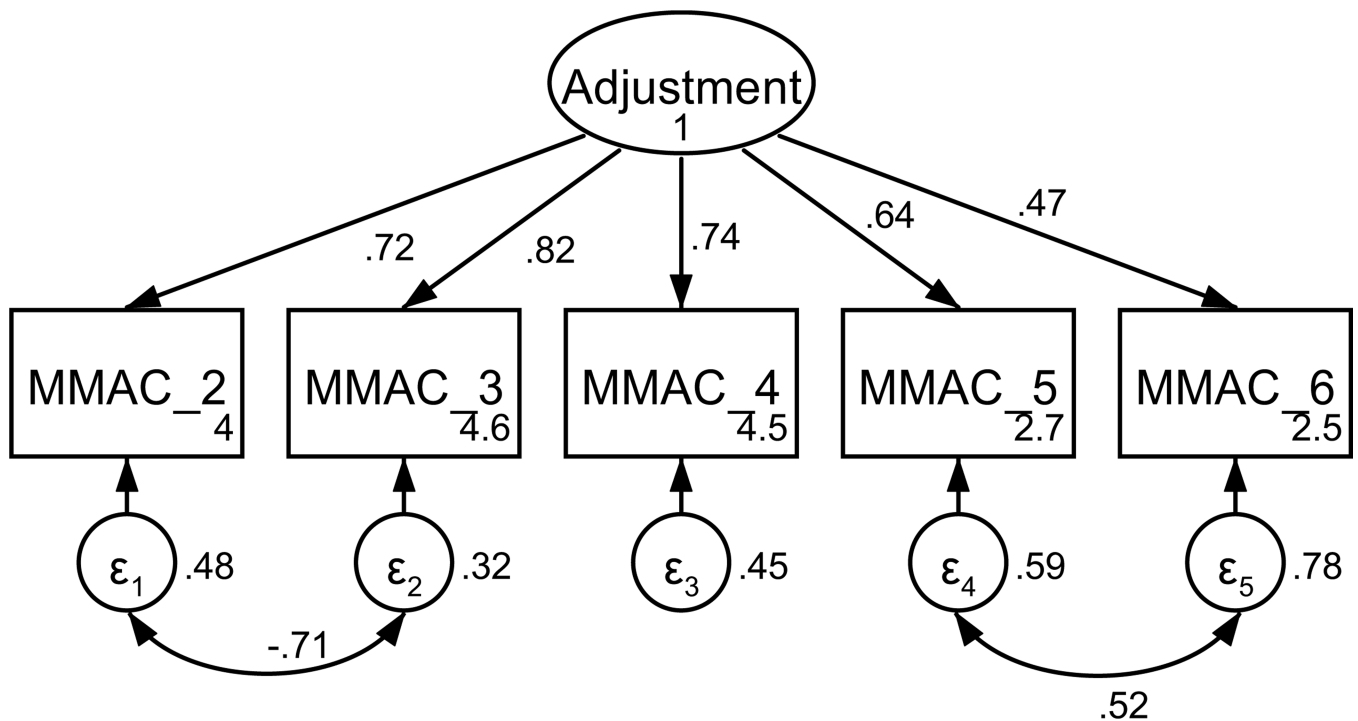 Adjustment
1
.72
.82
.74
.64
.47
MMAC_2
4
MMAC_3
4.6
MMAC_4
4.5
MMAC_5
2.7
MMAC_6
2.5
ε1
.48
ε2
.32
ε3
.45
ε4
.59
ε5
.78
-.71
.52